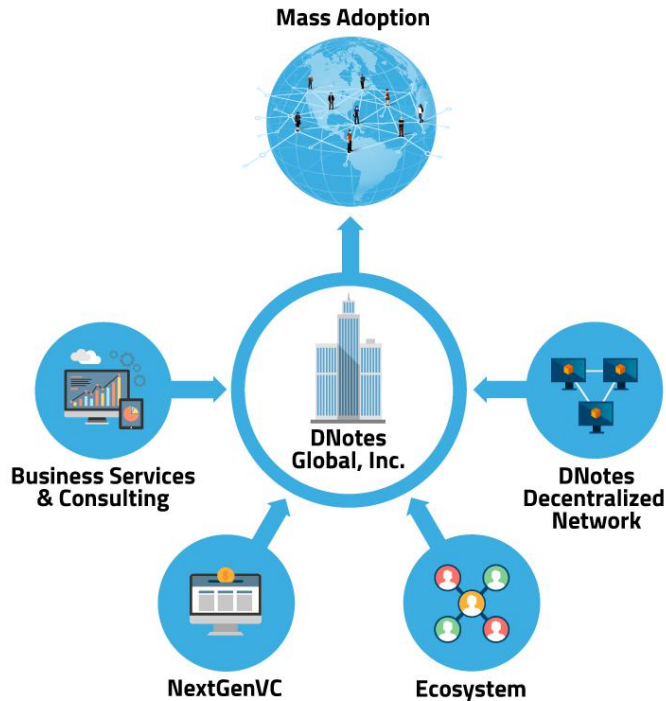 Mass Adoption
DNotes
Global, Inc.
Business Services
& Consulting
DNotes
Decentralized
Network
NextGenVC
Ecosystem